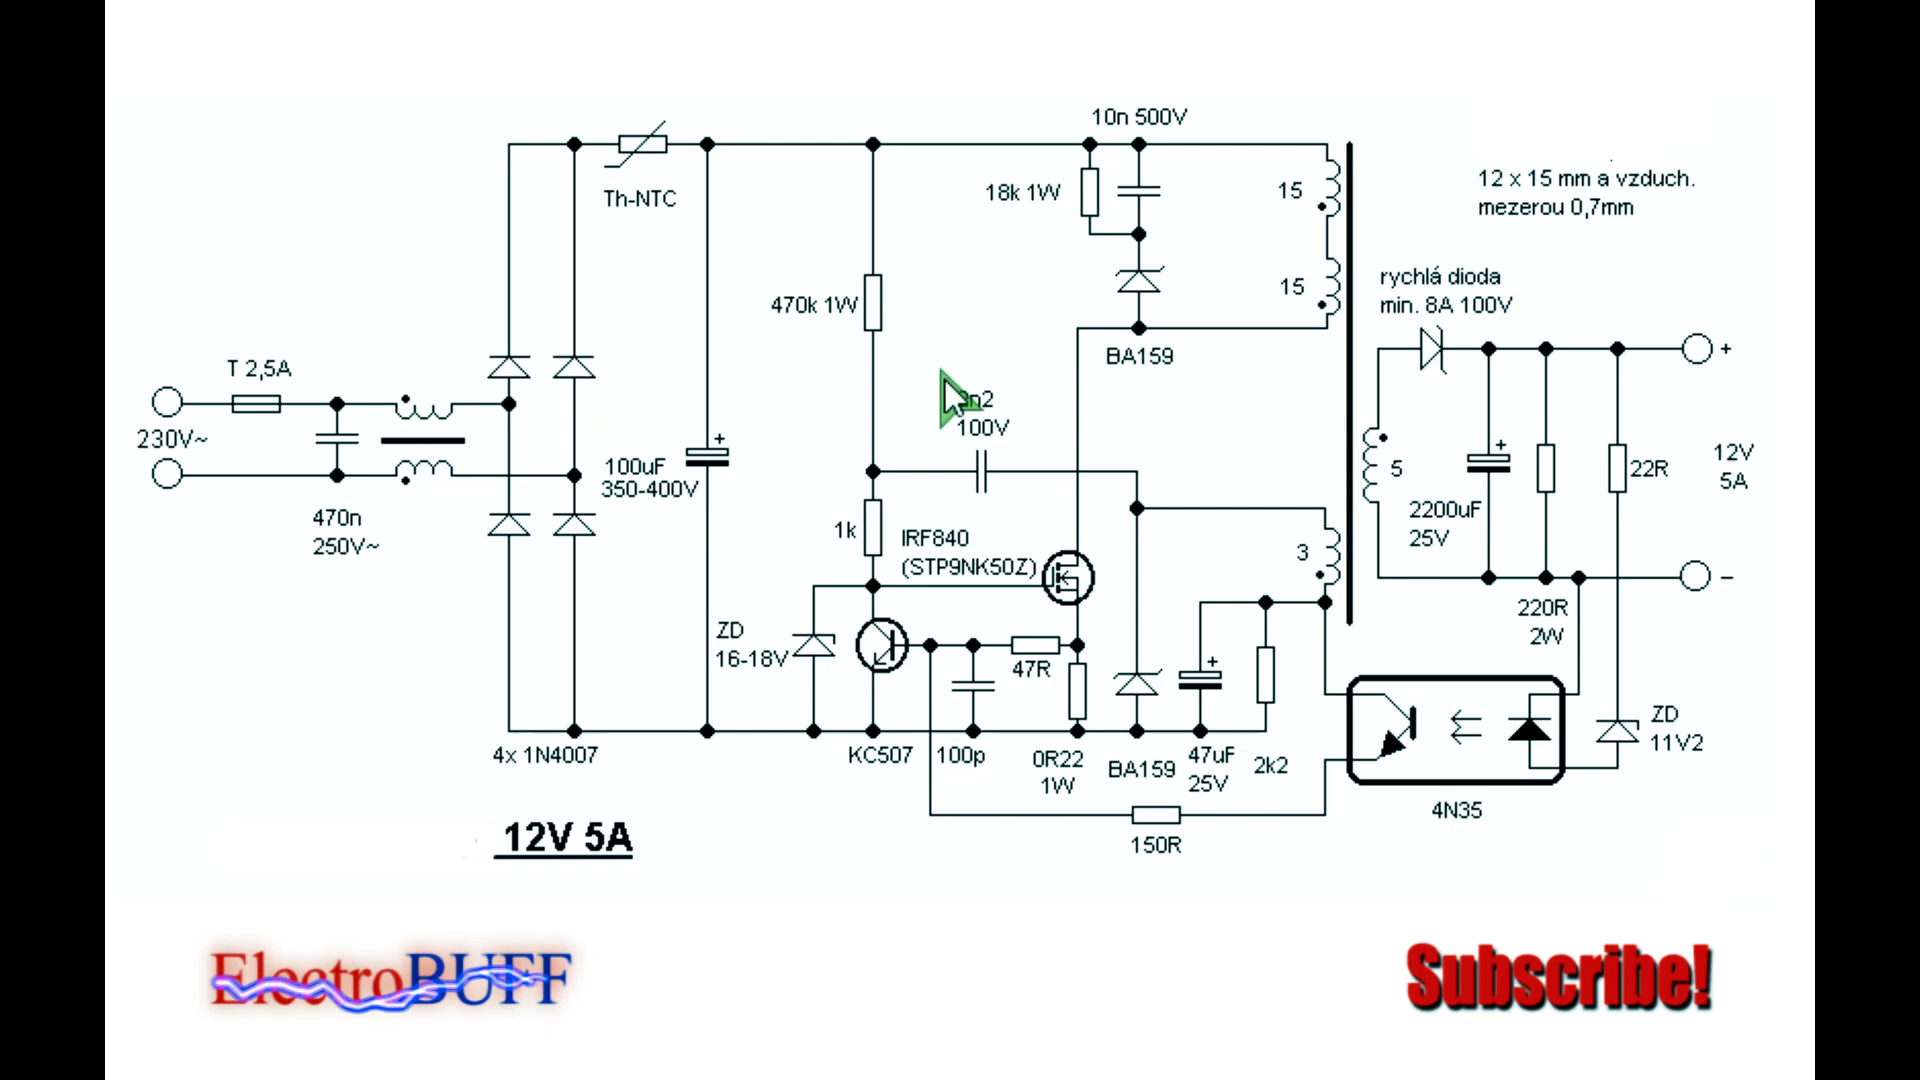 10n 500V
12 x 15 mm a vzduch.
mezerou 0,7mm
Th-NTC
18k 1W
15
15
rychlá dioda
min. 8A 100V
470k 1W
BA159
T 2,5A
+
230V~
100V
+
+
100uF
350-400V
5
22R
12V
5A
470n
250V~
2200uF
25V
1k
IRF840
(STP9NK50Z)
3
–
220R
2W
ZD
16-18V
47R
+
ZD
11V2
4x 1N4007
KC507
100p
0R22
1W
BA159
47uF
25V
2k2
4N35
150R
12V 5A
ElectroBUFF
Subscribe!